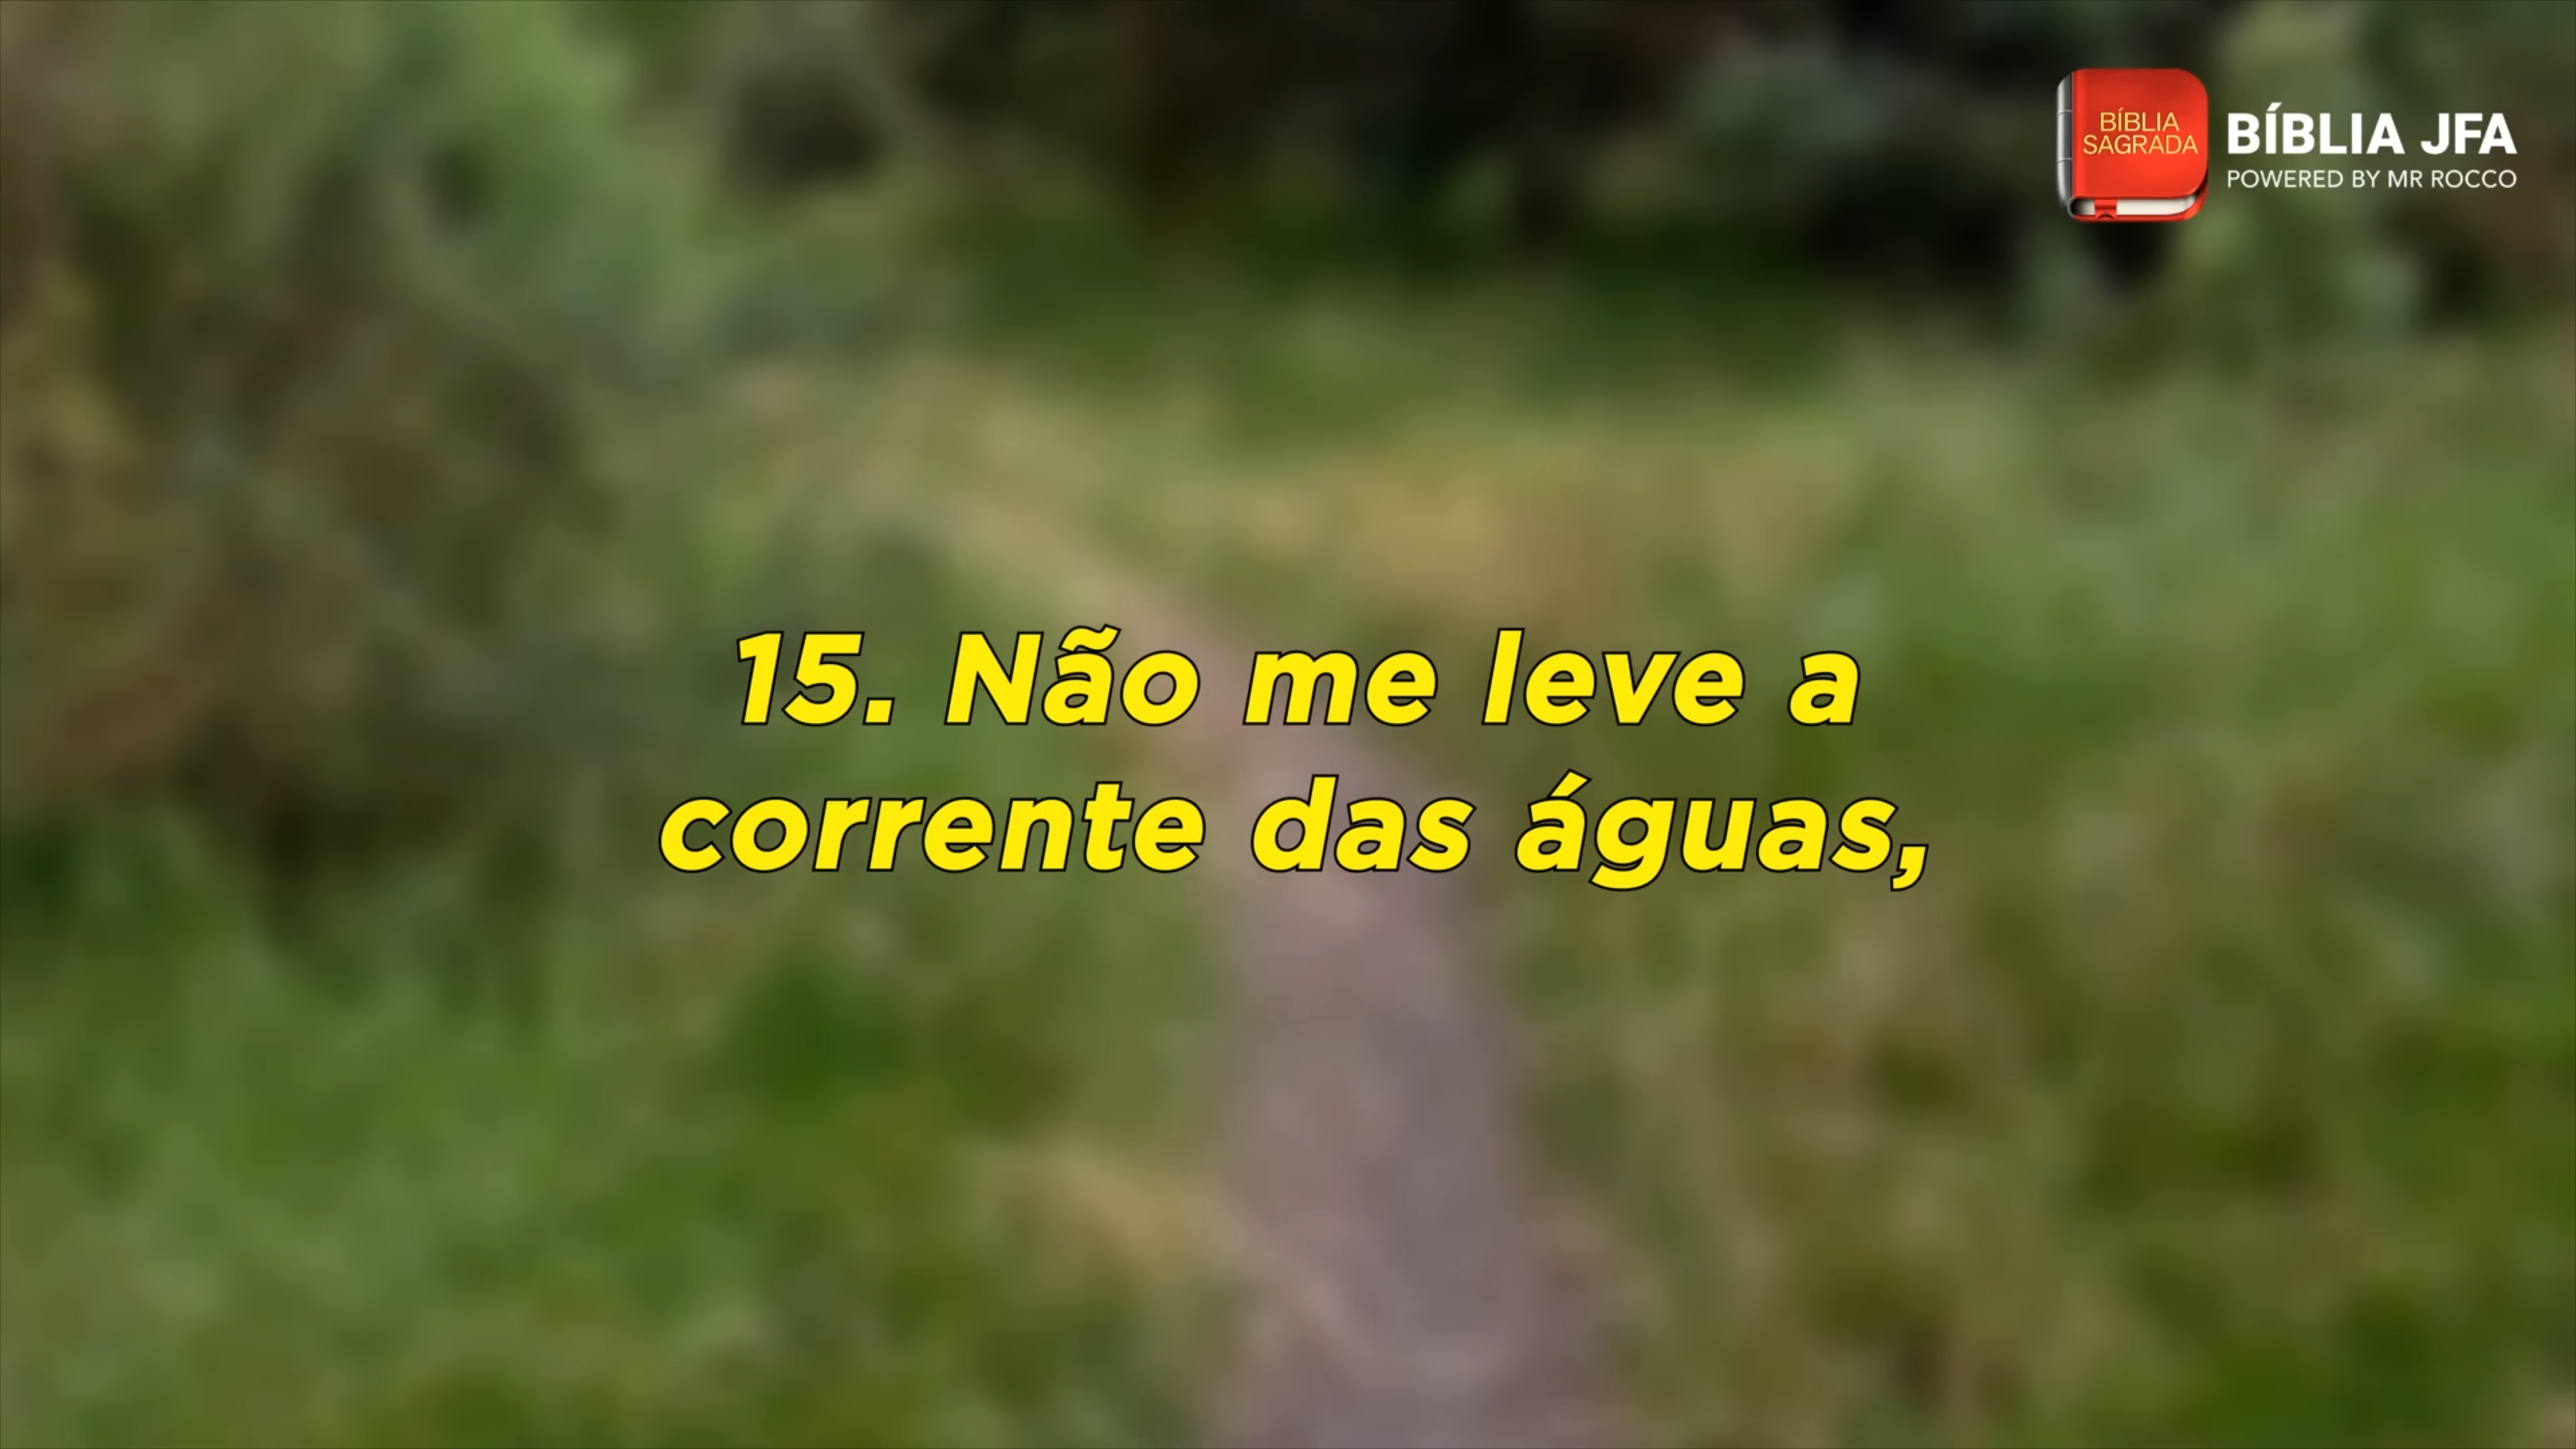 BÍBLIA
SAGRADA
BÍBLIA JFA
POWERED BY MR ROCCO
15. Não me leve a
corrente das águas,